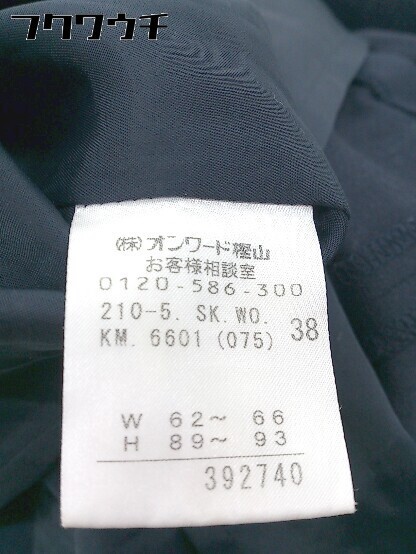 フクワウチ
(株)オンワード樫山
お客様相談室
0120-586-300
210-5. SK. WO.
KM. 6601 (075) 38
W 62～ 66
H 89～ 93
392740